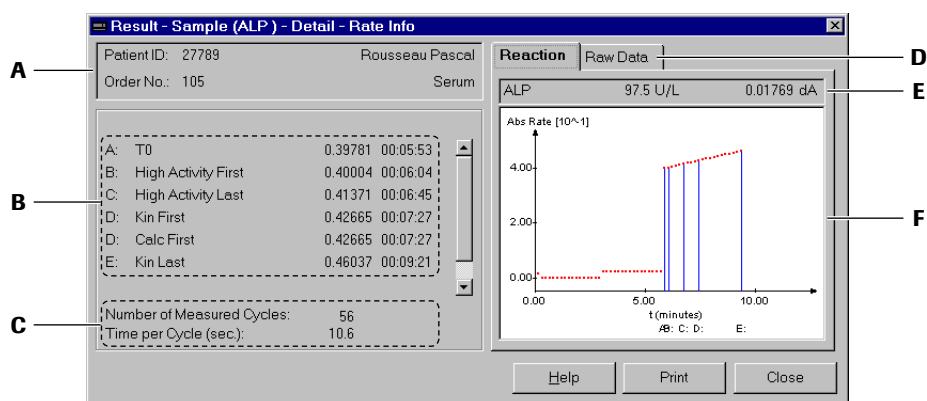 Result - Sample (ALP ) - Detail - Rate Info
A
Patient ID: 27789 Rousseau Pascal
Order No.: 105 Serum
B
A: T0 0.39781 00:05:53
B: High Activity First 0.40004 00:06:04
C: High Activity Last 0.41371 00:06:45
D: Kin First 0.42665 00:07:27
D: Calc First 0.42665 00:07:27
E: Kin Last 0.46037 00:09:21
C
Number of Measured Cycles: 56
Time per Cycle (sec.): 10.6
Reaction Raw Data
D
ALP 97.5 U/L 0.01769 dA
E
Abs Rate [10^-1]
4.00
2.00
0.00
F
0.00 5.00 10.00
t (minutes)
AB: C: D: E:
Help Print Close